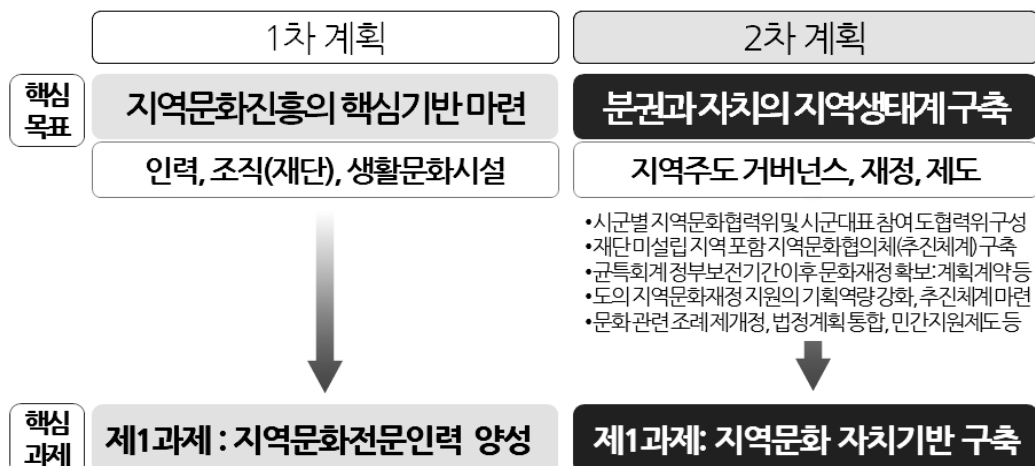 1차 계획
2차 계획
핵심
목표
지역문화진흥의 핵심기반 마련
분권과 자치의 지역생태계 구축
인력, 조직(재단), 생활문화시설
지역주도 거버넌스, 재정, 제도
•시군별 지역문화협력위 및 시군대표 참여 도협력위 구성
•재단 미설립 지역 포함 지역문화협의체(추진체계) 구축
•균특회계 정부보전기간 이후 문화재정 확보: 계획계약 등
•도의 지역문화재정 지원의 기획역량 강화, 추진체계 마련
•문화 관련 조례 제개정, 법정계획 통합, 민간지원제도 등
핵심
과제
제1과제 : 지역문화전문인력 양성
제1과제: 지역문화 자치기반 구축